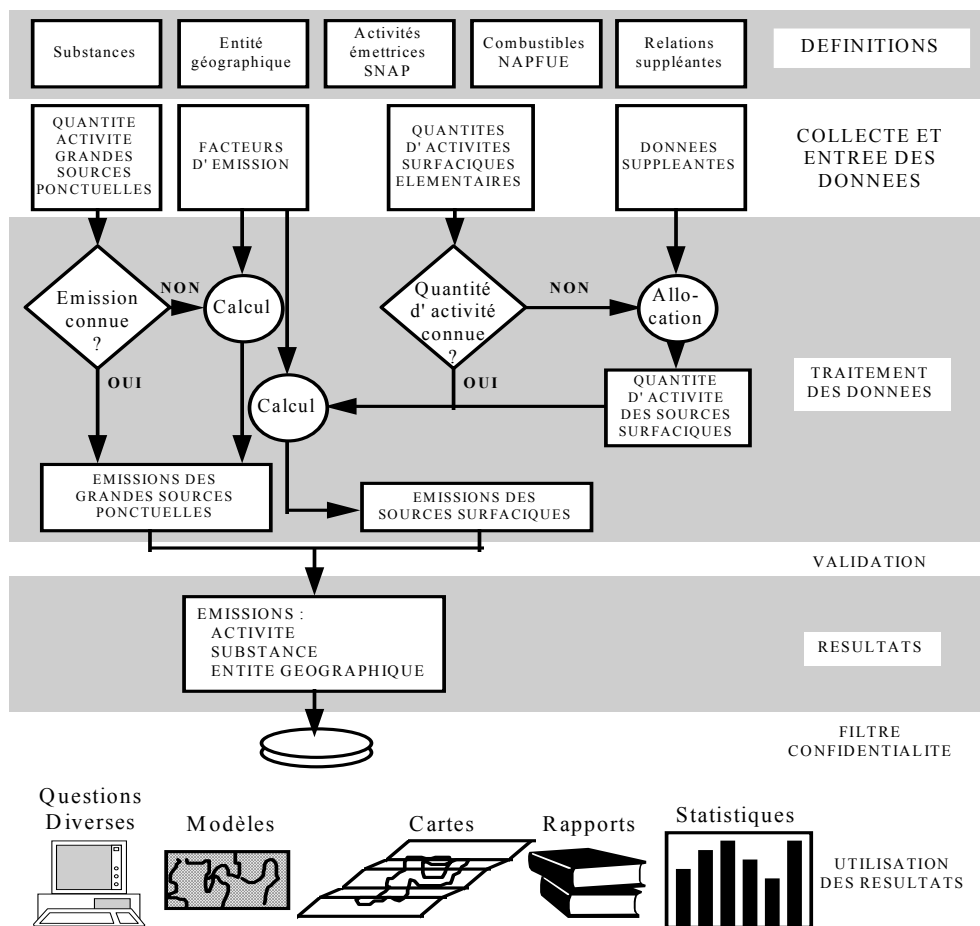 Substances
Entité
géographique
Activités
émettrices
SNAP
Combustibles
NAPFUE
Relations
suppléantes
DEFINITIONS
QUANTITE
ACTIVITE
GRANDES
SOURCES
PONCTUELLES
FACTEURS
D' EMISSION
QUANTITES
D' ACTIVITES
SURFACIQUES
ELEMENTAIRES
DONNEES
SUPPLEANTES
COLLECTE ET
ENTREE DES
DONNEES
Emission
connue
?
NON
Calcul
Quantité
d' activité
connue
?
NON
Allo-
cation
OUI
Calcul
OUI
QUANTITE
D' ACTIVITE
DES SOURCES
SURFACIQUES
TRAITEMENT
DES DONNEES
EMISSIONS DES
GRANDES SOURCES
PONCTUELLES
EMISSIONS DES
SOURCES SURFACIQUES
VALIDATION
EMISSIONS :
ACTIVITE
SUBSTANCE
ENTITE GEOGRAPHIQUE
RESULTATS
FILTRE
CONFIDENTIALITE
Questions
Diverses
Modèles
Cartes
Rapports
Statistiques
UTILISATION
DES RESULTATS